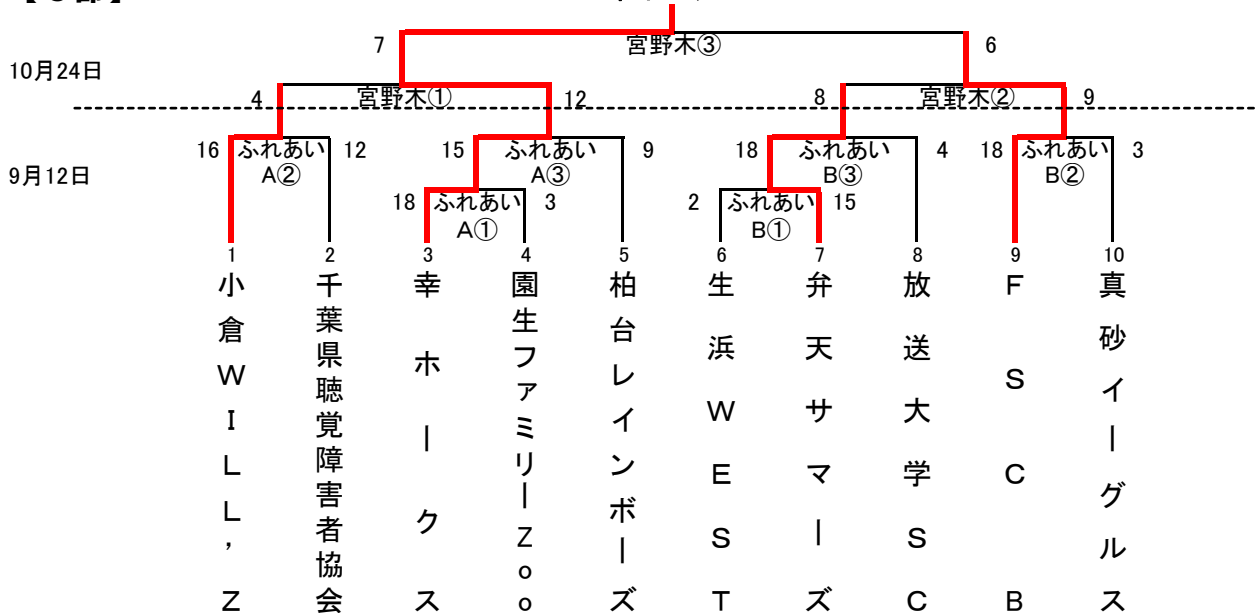 7 宮野木③ 6
10月24日
4 宮野木① 12 8 宮野木② 9
16 ふれあい 12 15 ふれあい 9 18 ふれあい 4 18 ふれあい 3
9月12日
A② A③ B③ B②
18 ふれあい 3 2 ふれあい 15
A① B①
1 2 3 4 5 6 7 8 9 10
小倉WILL'Z
千葉県聴覚障害者協会
幸ホークス
園生ファミリーZoo
柏台レインボーズ
生浜WEST
弁天サマーズ
放送大学SC
FSCB
真砂イーグルス